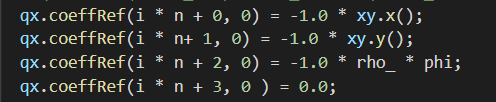 qx.coeffRef(i * n + 0, 0) = -1.0 * xy.x();
qx.coeffRef(i * n+ 1, 0) = -1.0 * xy.y();
qx.coeffRef(i * n + 2, 0) = -1.0 * rho_ * phi;
qx.coeffRef(i * n + 3, 0 ) = 0.0;